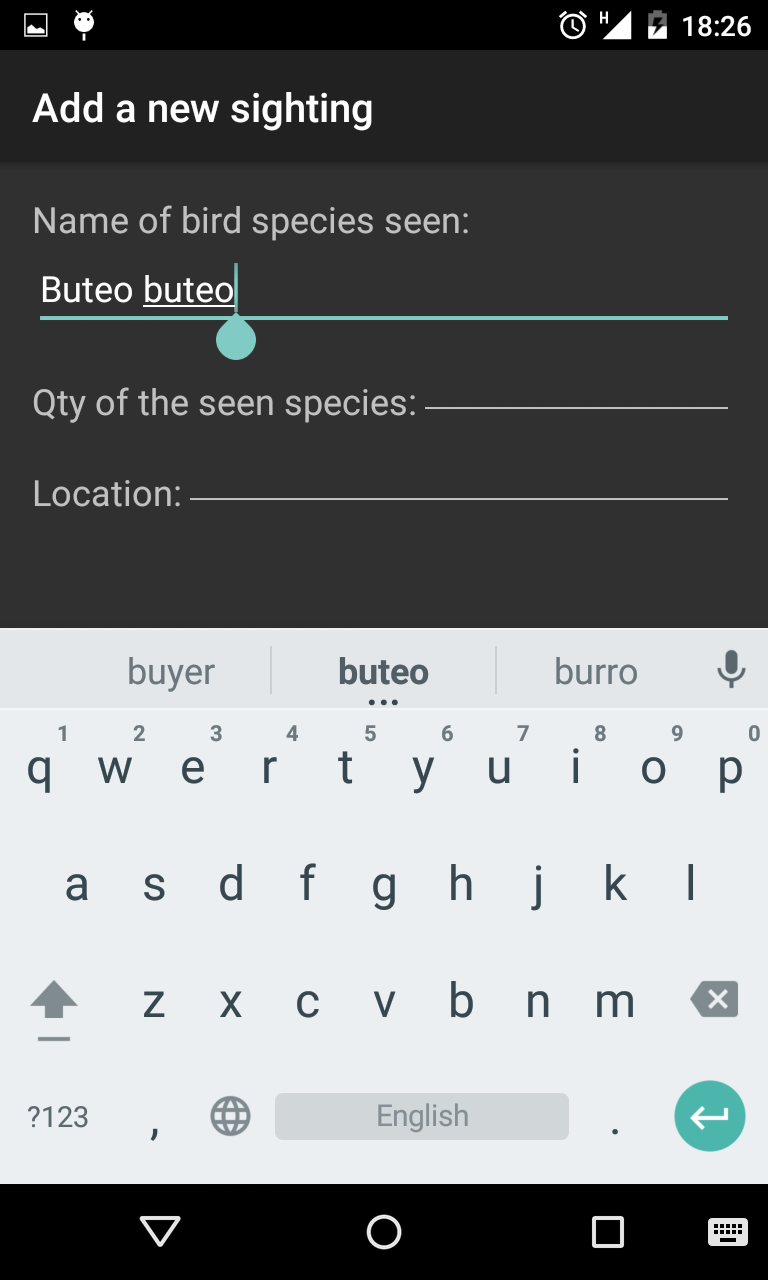 H 18:26
Add a new sighting
Name of bird species seen:
Buteo buteo
Qty of the seen species:
Location:
buyer buteo burro
1 2 3 4 5 6 7 8 9 0
q w e r t y u i o p
a s d f g h j k l
z x c v b n m
?123 , English .